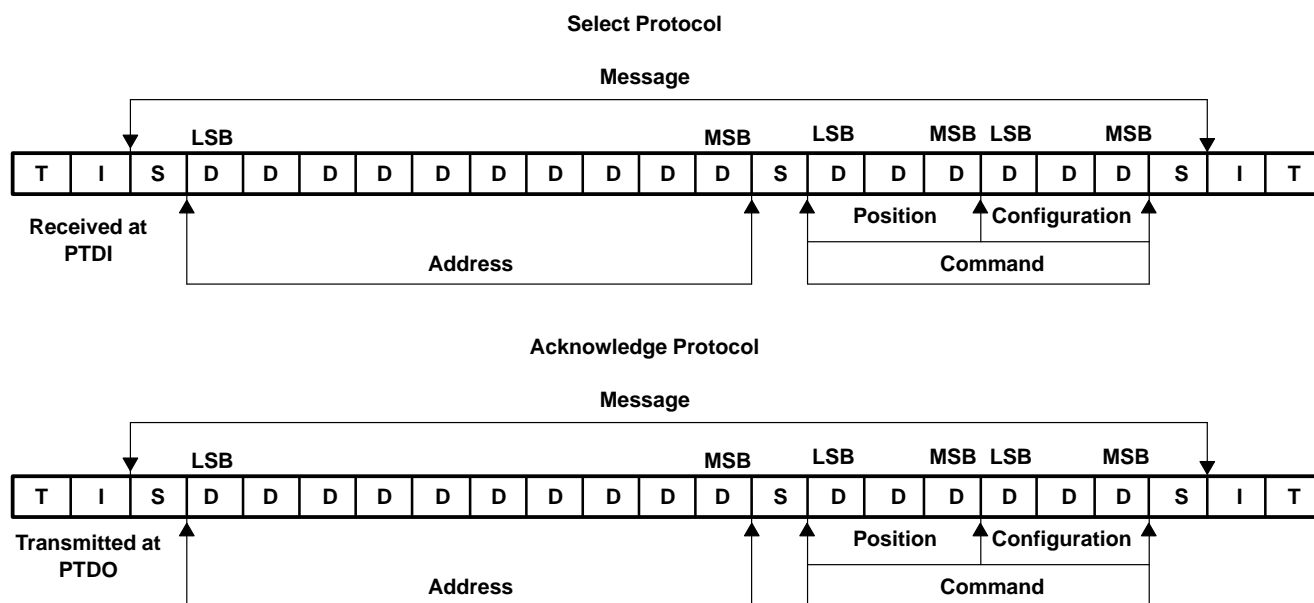 Select Protocol
Message
LSB MSB LSB MSB LSB MSB
T I S D D D D D D D D D D S D D D D D D S I T
Received at
PTDI
Position Configuration
Address Command
Acknowledge Protocol
Message
LSB MSB LSB MSB LSB MSB
T I S D D D D D D D D D D S D D D D D D S I T
Transmitted at
PTDO
Position Configuration
Address Command